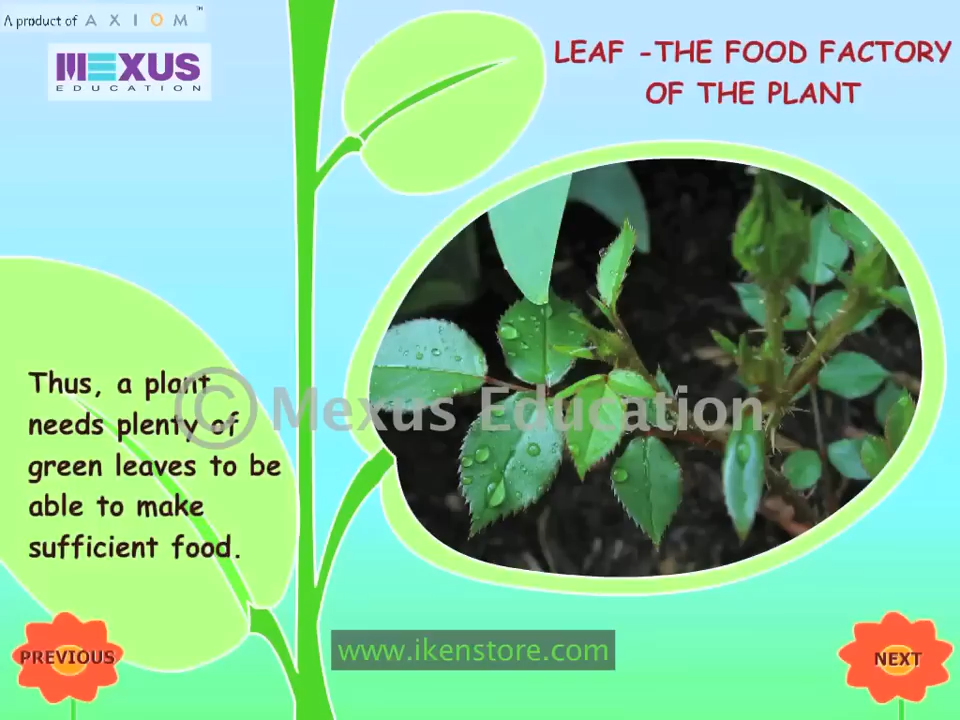 A product of AXIOM™
MEXUS
EDUCATION
LEAF -THE FOOD FACTORY
OF THE PLANT
Thus, a plant
needs plenty of
green leaves to be
able to make
sufficient food.
© Mexus Education
PREVIOUS
www.ikenstore.com
NEXT